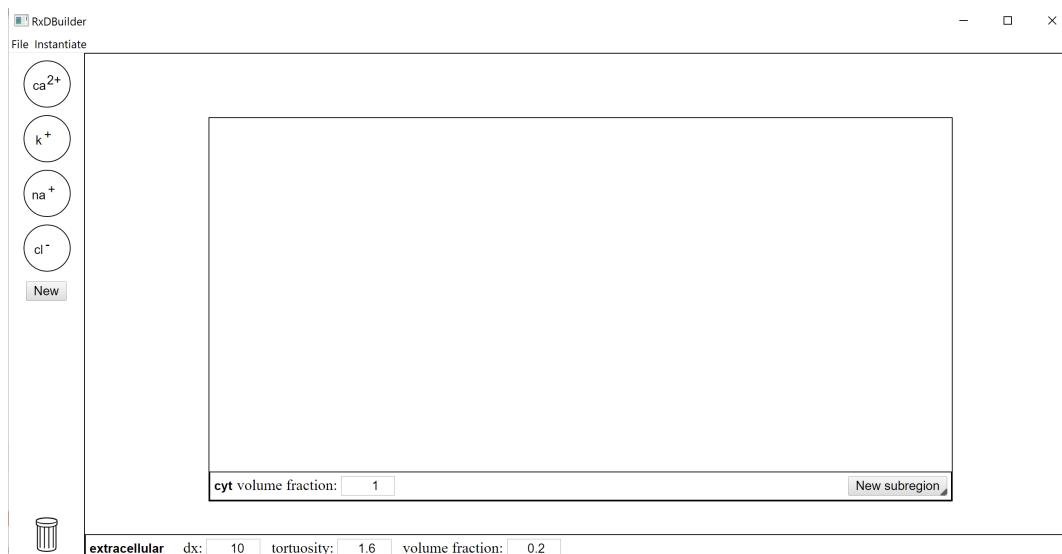 RxDBuilder
File Instantiate
ca2+
k+
na+
cl-
New
cyt volume fraction: 1 New subregion
extracellular dx: 10 tortuosity: 1.6 volume fraction: 0.2